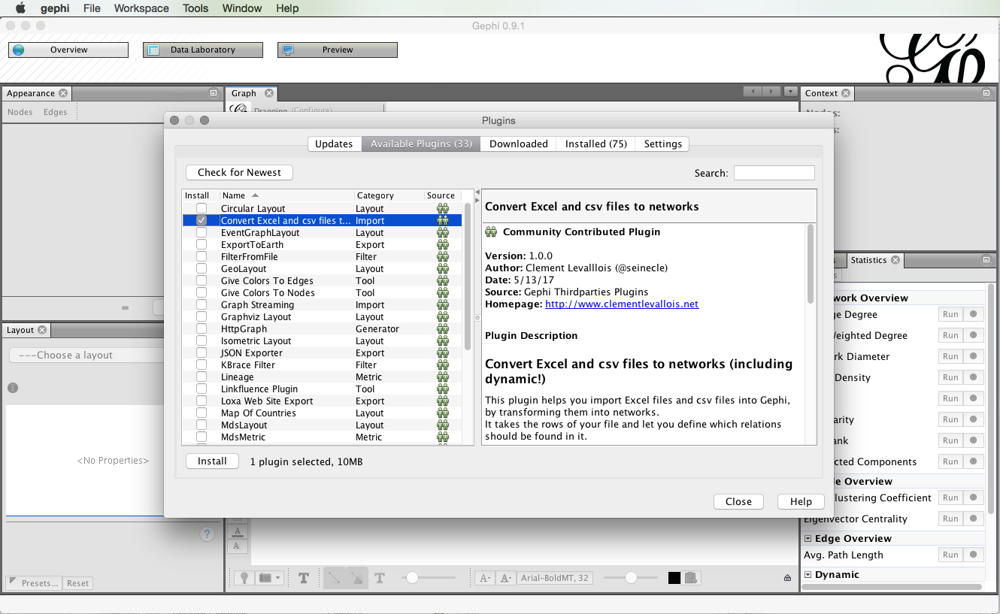 gephi File Workspace Tools Window Help
Gephi 0.9.1
Overview Data Laboratory Preview
Appearance Graph Context
Nodes Edges
Dragging (Configure)
Plugins
Updates Available Plugins (33) Downloaded Installed (75) Settings
Check for Newest Search:
Install Name Category Source
Circular Layout Layout
Convert Excel and csv files t... Import
EventGraphLayout Layout
ExportToEarth Export
FilterFromFile Filter
GeoLayout Layout
Give Colors To Edges Tool
Give Colors To Nodes Tool
Graph Streaming Import
Graphviz Layout Layout
HttpGraph Generator
Isometric Layout Layout
JSON Exporter Export
KBrace Filter Filter
Lineage Metric
Linkfluence Plugin Tool
Loxa Web Site Export Export
Map Of Countries Layout
MdsLayout Layout
MdsMetric Metric
Convert Excel and csv files to networks
Community Contributed Plugin
Version: 1.0.0
Author: Clement Levalllois (@seinecle)
Date: 5/13/17
Source: Gephi Thirdparties Plugins
Homepage: http://www.clementlevallois.net
Plugin Description
Convert Excel and csv files to networks (including
dynamic!)
This plugin helps you import Excel files and csv files into Gephi,
by transforming them into networks.
It takes the rows of your file and let you define which relations
should be found in it.
Install 1 plugin selected, 10MB
Close Help
Layout
---Choose a layout
<No Properties>
?
Presets... Reset
A
A
T T A- A- Arial-BoldMT, 32
Statistics
work Overview
ge Degree Run
Weighted Degree Run
rk Diameter Run
Density Run
Run
arity Run
ank Run
cted Components Run
e Overview
lustering Coefficient Run
Eigenvector Centrality Run
Edge Overview
Avg. Path Length Run
Dynamic